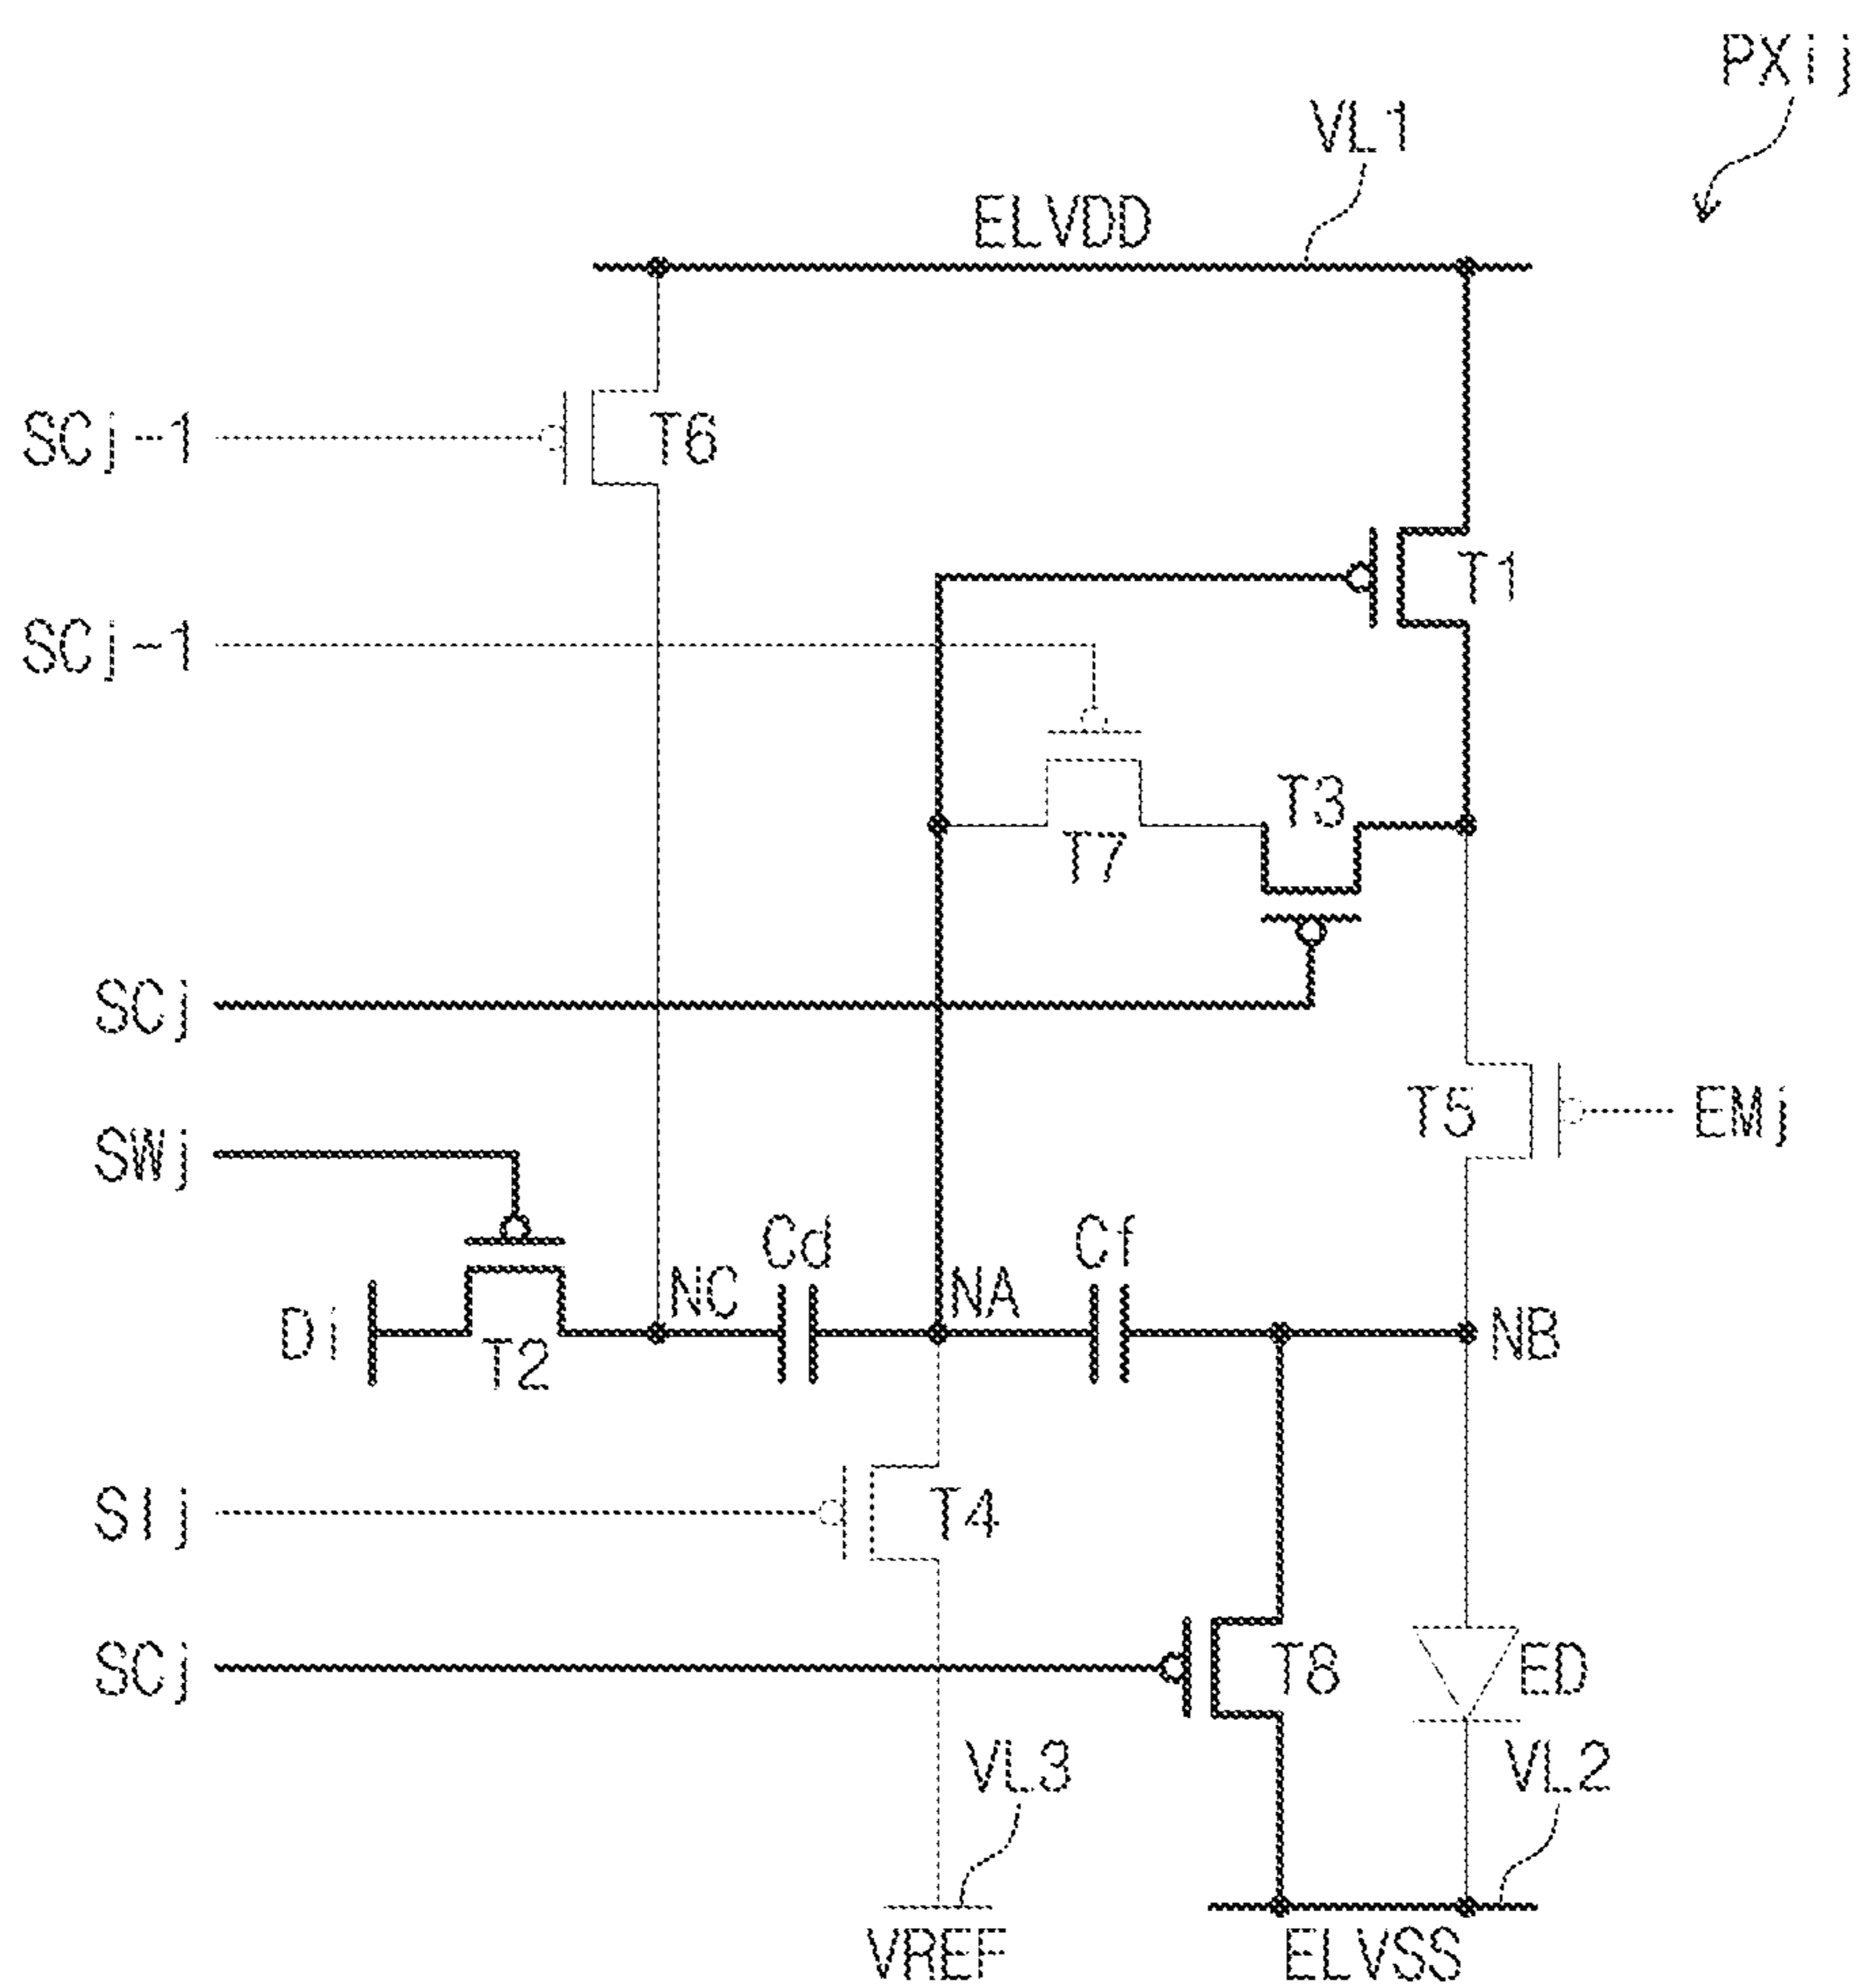 PXij
VL1
ELVDD
SCj-1
T6
T1
SCj-1
T3
T7
SCj
T5
EMj
SWj
Cd
Cf
NC
NA
NB
Di
T2
SIj
T4
SCj
T8
ED
VL3
VL2
VREF
ELVSS